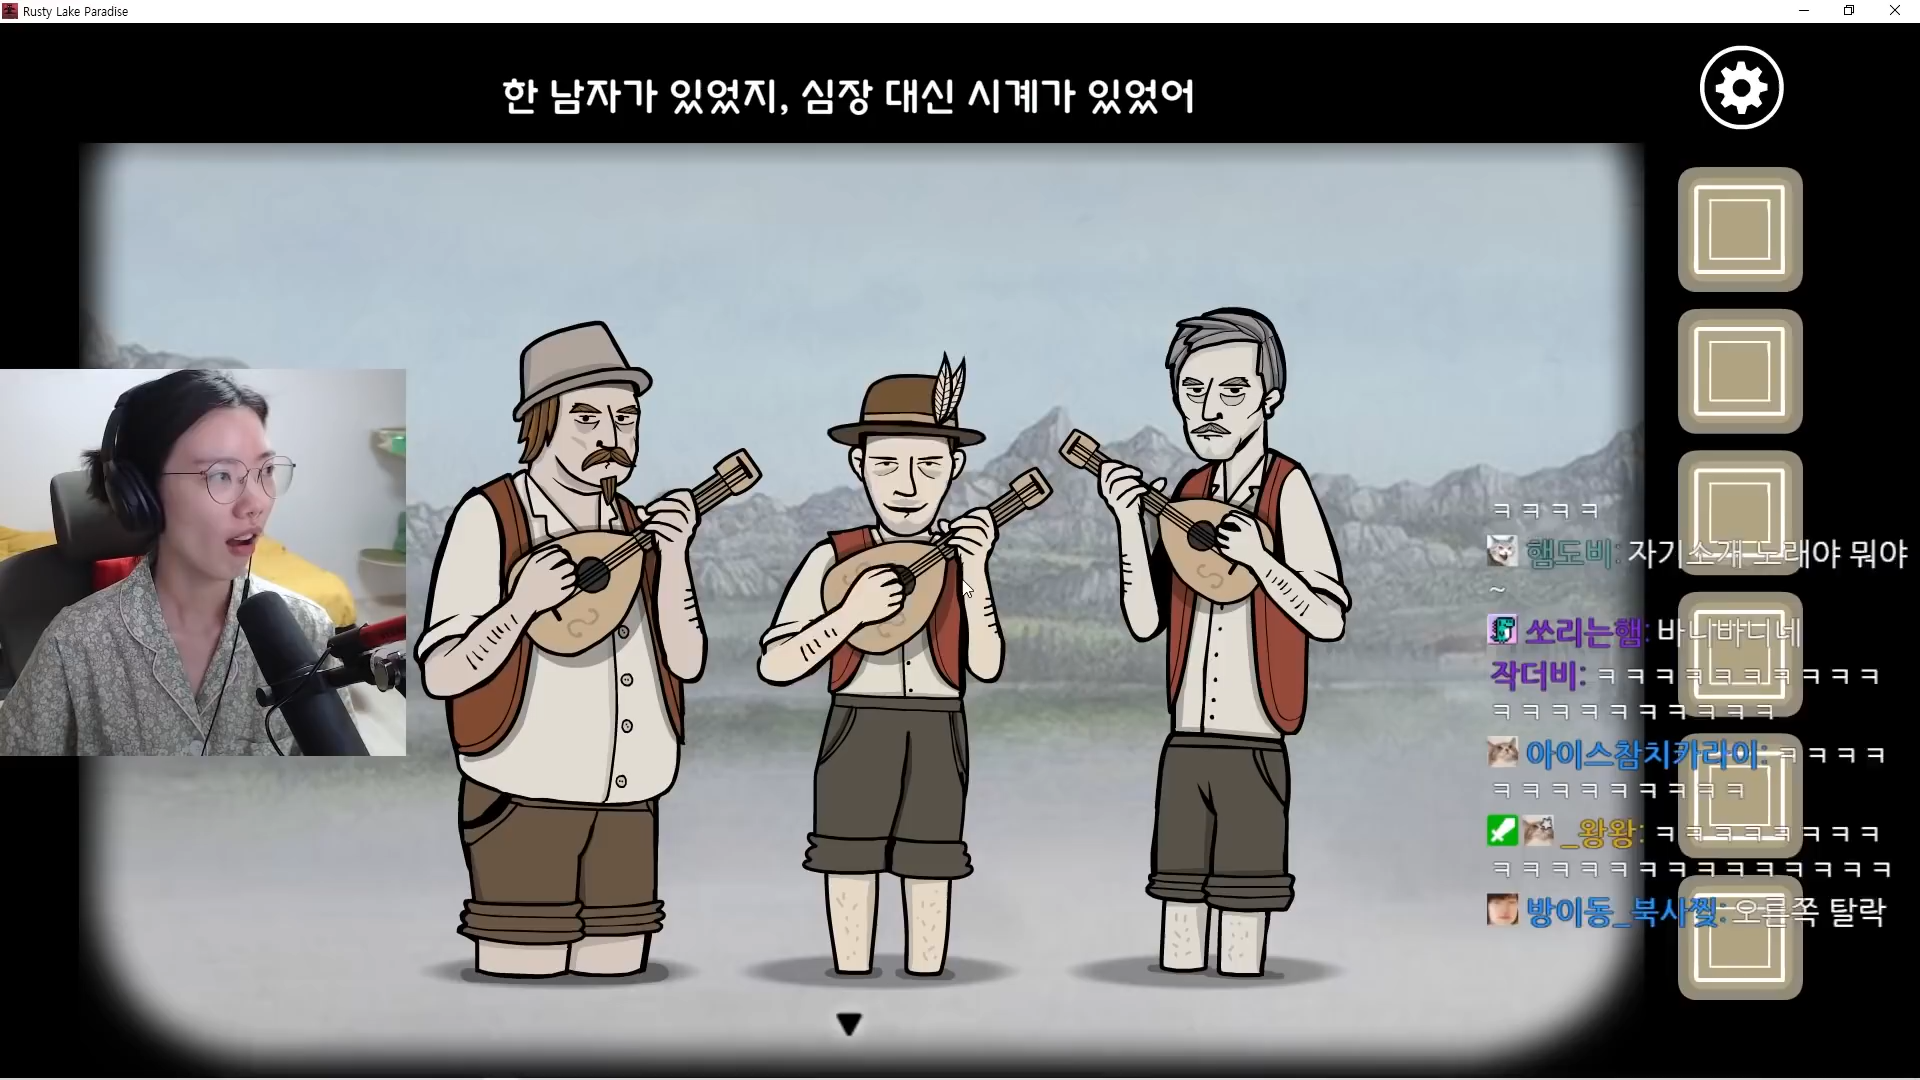 Rusty Lake Paradise
한 남자가 있었지, 심장 대신 시계가 있었어
ㅋㅋㅋㅋ
햄도비: 자기소개 노래야 뭐야
~
쏘리는햄: 바니바디네
작더비: ㅋㅋㅋㅋㅋㅋㅋㅋㅋㅋ
ㅋㅋㅋㅋㅋㅋㅋㅋㅋㅋ
아이스참치카라이: ㅋㅋㅋㅋ
ㅋㅋㅋㅋㅋㅋㅋㅋㅋ
_왕왕: ㅋㅋㅋㅋㅋㅋㅋㅋ
ㅋㅋㅋㅋㅋㅋㅋㅋㅋㅋㅋㅋㅋㅋ
방이동_북사찢: 오른쪽 탈락